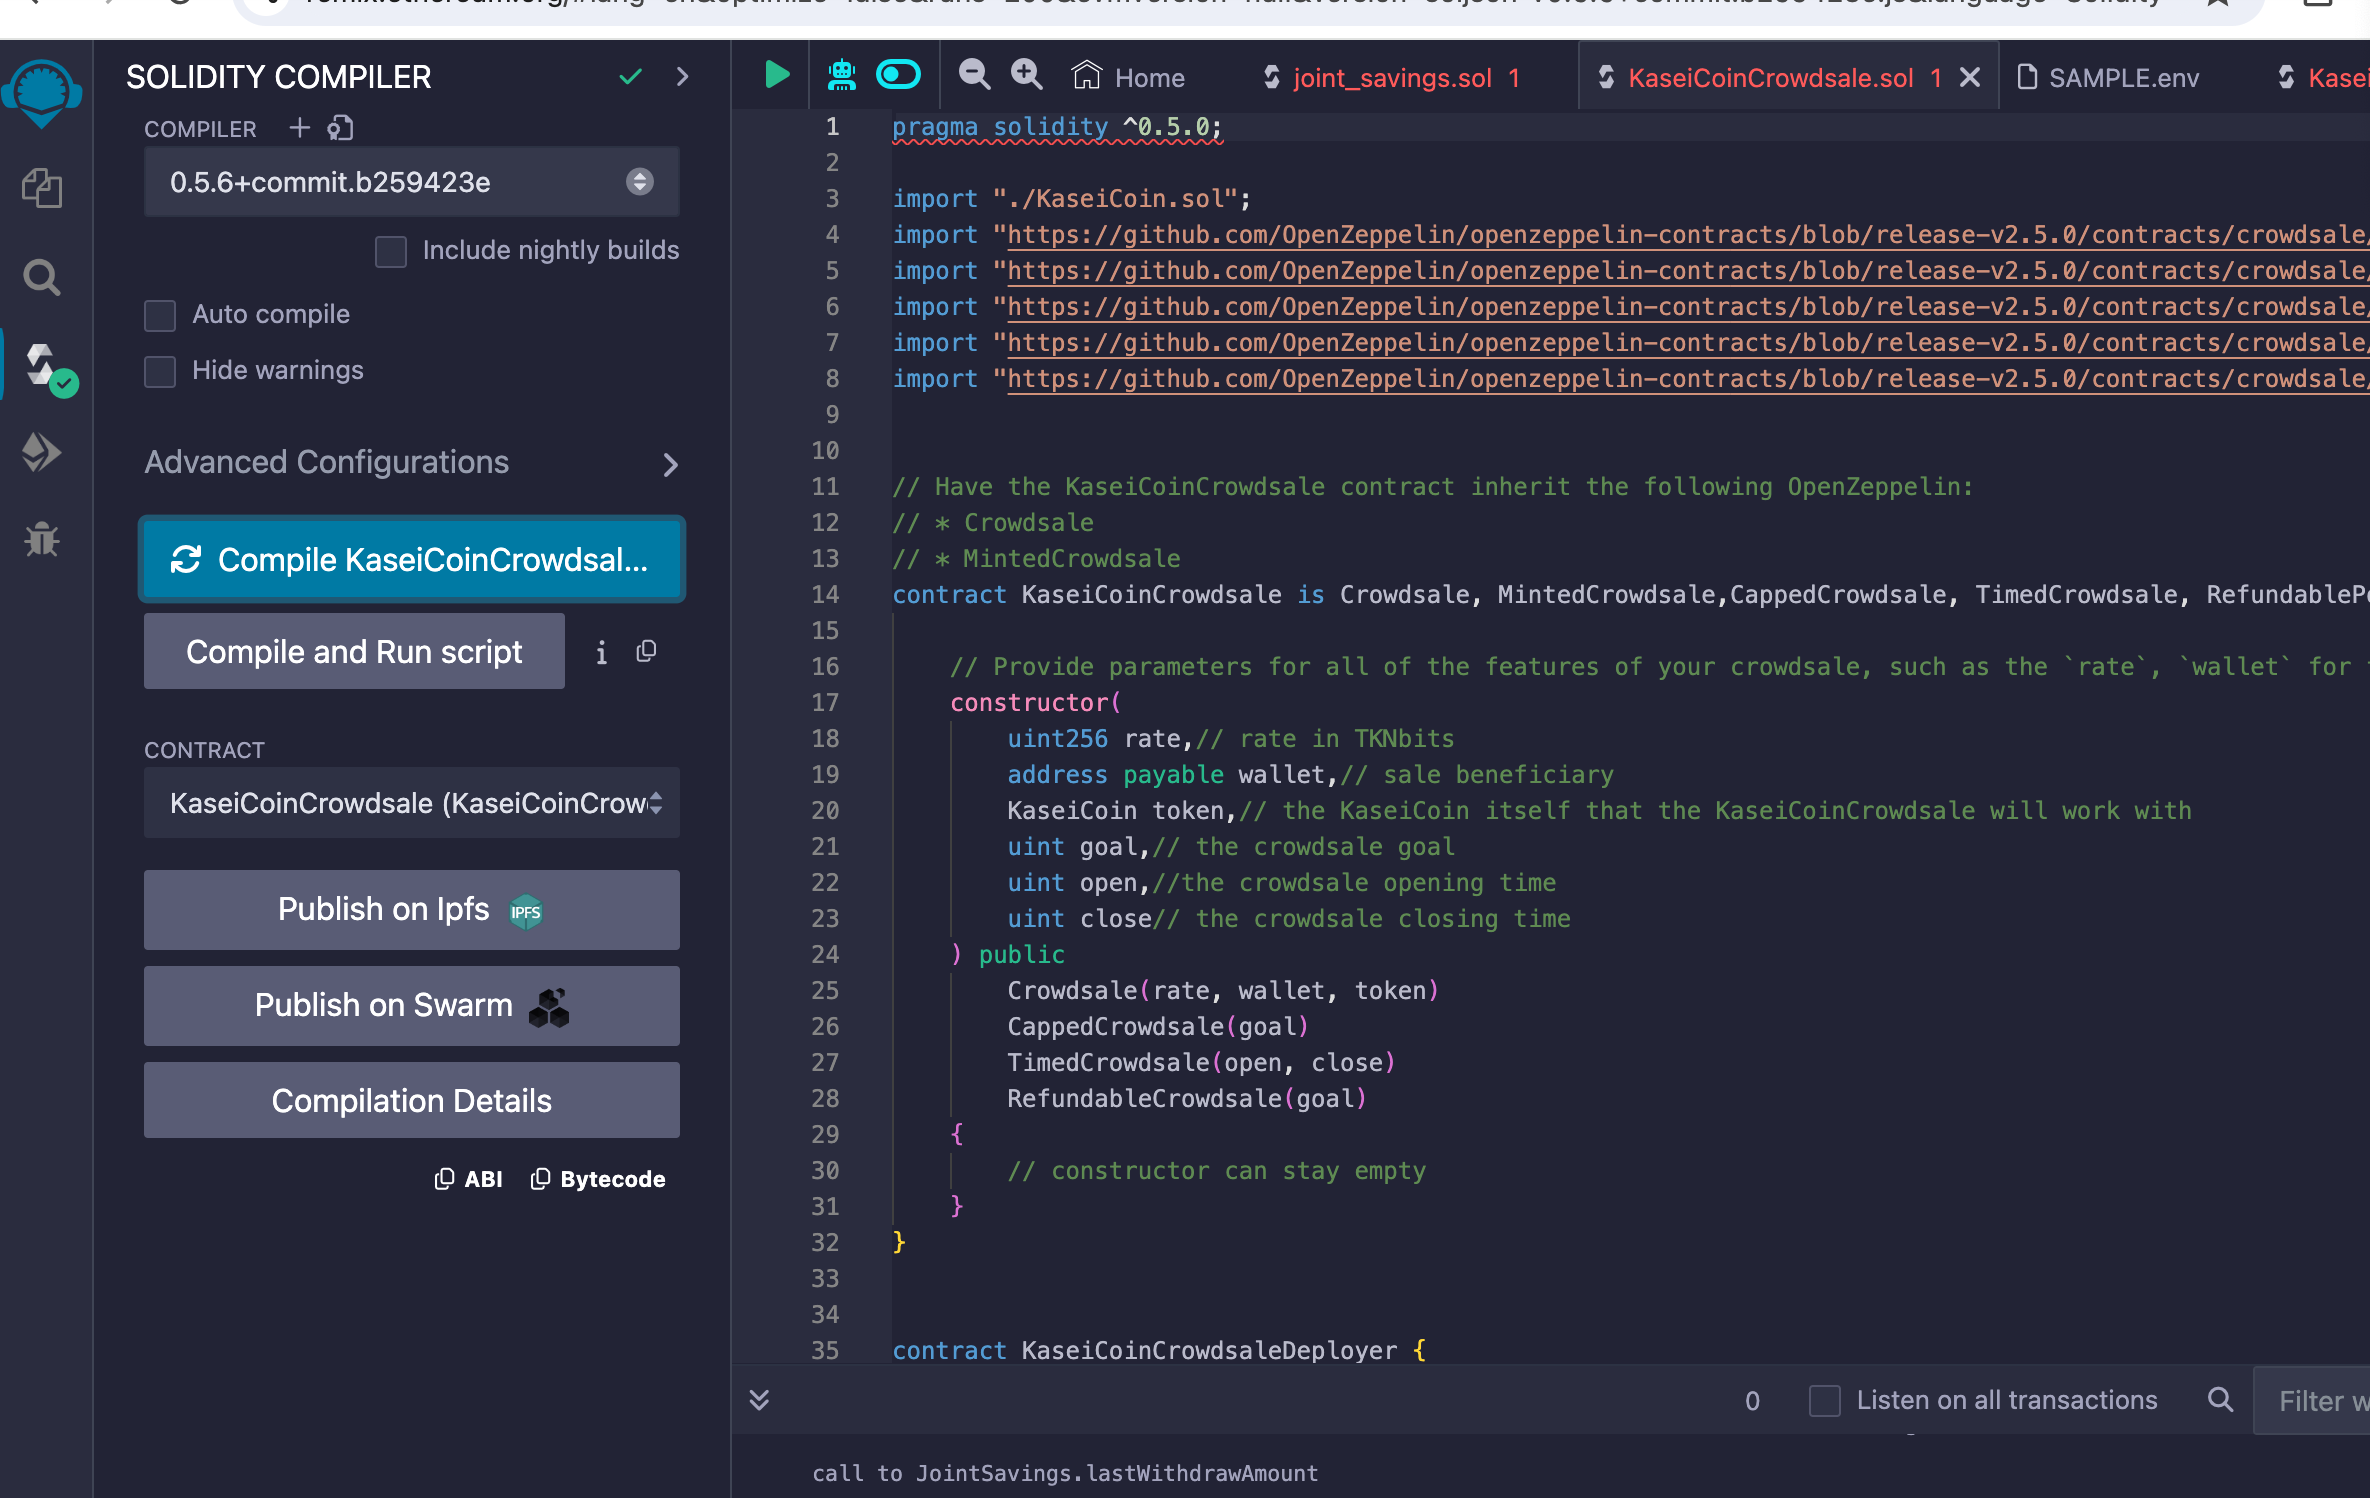 SOLIDITY COMPILER
COMPILER
0.5.6+commit.b259423e
Include nightly builds
Auto compile
Hide warnings
Advanced Configurations
Compile KaseiCoinCrowdsal...
Compile and Run script
CONTRACT
KaseiCoinCrowdsale (KaseiCoinCrow
Publish on Ipfs IPFS
Publish on Swarm
Compilation Details
ABI Bytecode
Home joint_savings.sol 1 KaseiCoinCrowdsale.sol 1 SAMPLE.env Kasei
1 pragma solidity ^0.5.0;
2
3 import "./KaseiCoin.sol";
4 import "https://github.com/OpenZeppelin/openzeppelin-contracts/blob/release-v2.5.0/contracts/crowdsale/
5 import "https://github.com/OpenZeppelin/openzeppelin-contracts/blob/release-v2.5.0/contracts/crowdsale/
6 import "https://github.com/OpenZeppelin/openzeppelin-contracts/blob/release-v2.5.0/contracts/crowdsale/
7 import "https://github.com/OpenZeppelin/openzeppelin-contracts/blob/release-v2.5.0/contracts/crowdsale/
8 import "https://github.com/OpenZeppelin/openzeppelin-contracts/blob/release-v2.5.0/contracts/crowdsale/
9
10
11 // Have the KaseiCoinCrowdsale contract inherit the following OpenZeppelin:
12 // * Crowdsale
13 // * MintedCrowdsale
14 contract KaseiCoinCrowdsale is Crowdsale, MintedCrowdsale,CappedCrowdsale, TimedCrowdsale, RefundableP
15
16 // Provide parameters for all of the features of your crowdsale, such as the `rate`, `wallet` for
17 constructor(
18 uint256 rate,// rate in TKNbits
19 address payable wallet,// sale beneficiary
20 KaseiCoin token,// the KaseiCoin itself that the KaseiCoinCrowdsale will work with
21 uint goal,// the crowdsale goal
22 uint open,//the crowdsale opening time
23 uint close// the crowdsale closing time
24 ) public
25 Crowdsale(rate, wallet, token)
26 CappedCrowdsale(goal)
27 TimedCrowdsale(open, close)
28 RefundableCrowdsale(goal)
29 {
30 // constructor can stay empty
31 }
32 }
33
34
35 contract KaseiCoinCrowdsaleDeployer {
0 Listen on all transactions Filter w
call to JointSavings.lastWithdrawAmount